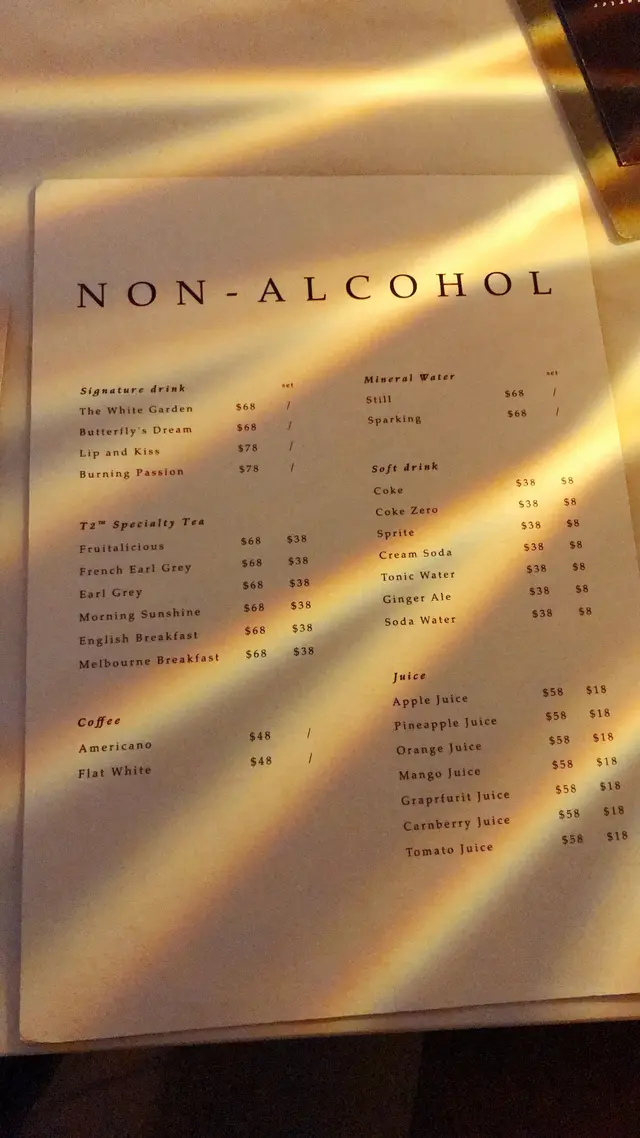 NON-ALCOHOL
Signature drink set
The White Garden $68 /
Butterfly's Dream $68 /
Lip and Kiss $78 /
Burning Passion $78 /
T2™ Specialty Tea
Fruitalicious $68 $38
French Earl Grey $68 $38
Earl Grey $68 $38
Morning Sunshine $68 $38
English Breakfast $68 $38
Melbourne Breakfast $68 $38
Coffee
Americano $48 /
Flat White $48 /
Mineral Water set
Still $68 /
Sparking $68 /
Soft drink
Coke $38 $8
Coke Zero $38 $8
Sprite $38 $8
Cream Soda $38 $8
Tonic Water $38 $8
Ginger Ale $38 $8
Soda Water $38 $8
Juice
Apple Juice $58 $18
Pineapple Juice $58 $18
Orange Juice $58 $18
Mango Juice $58 $18
Graprfurit Juice $58 $18
Carnberry Juice $58 $18
Tomato Juice $58 $18